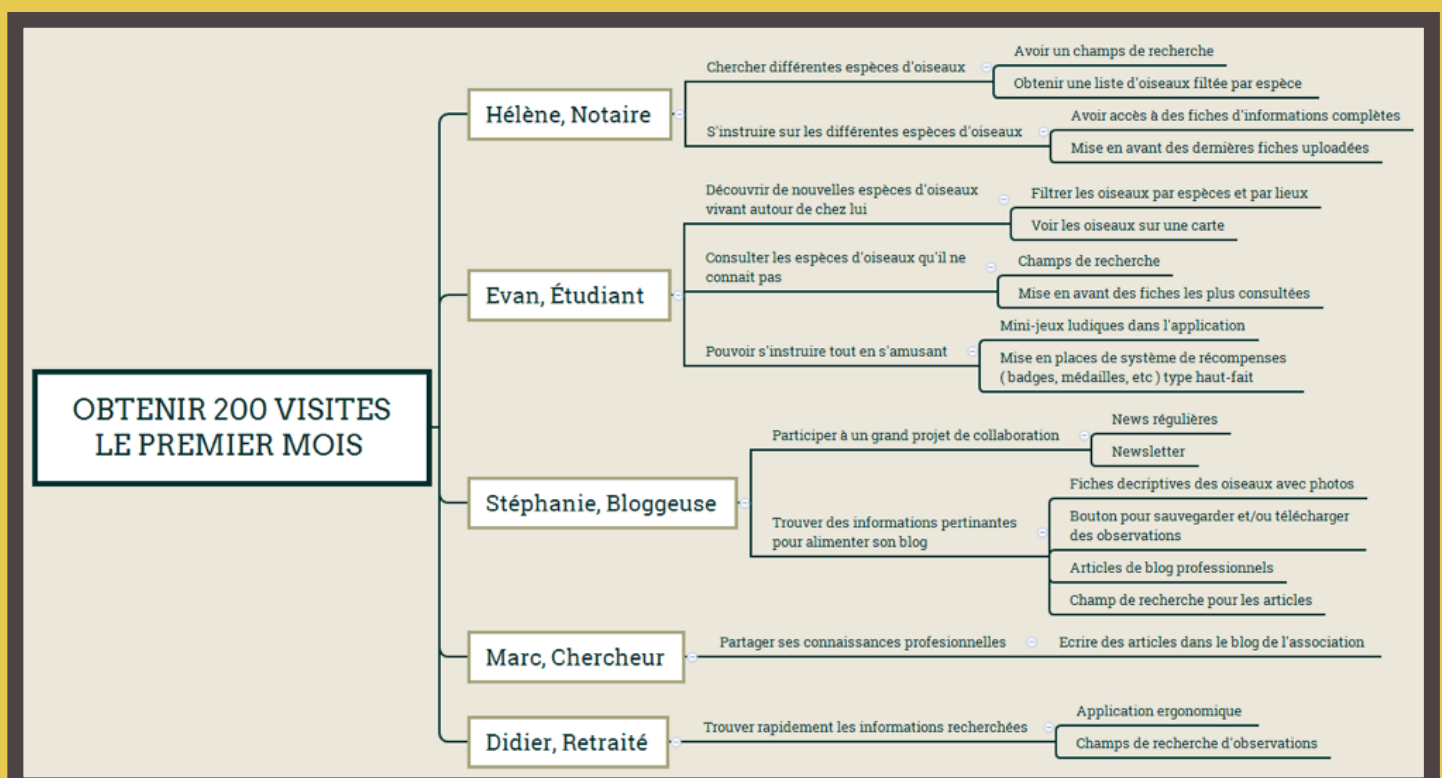 OBTENIR 200 VISITES
LE PREMIER MOIS
Hélène, Notaire
Chercher différentes espèces d'oiseaux
Avoir un champs de recherche
Obtenir une liste d'oiseaux filtée par espèce
S'instruire sur les différentes espèces d'oiseaux
Avoir accès à des fiches d'informations complètes
Mise en avant des dernières fiches uploadées
Evan, Étudiant
Découvrir de nouvelles espèces d'oiseaux
vivant autour de chez lui
Filtrer les oiseaux par espèces et par lieux
Voir les oiseaux sur une carte
Consulter les espèces d'oiseaux qu'il ne
connait pas
Champs de recherche
Mise en avant des fiches les plus consultées
Pouvoir s'instruire tout en s'amusant
Mini-jeux ludiques dans l'application
Mise en places de système de récompenses
( badges, médailles, etc ) type haut-fait
Stéphanie, Bloggeuse
Participer à un grand projet de collaboration
News régulières
Newsletter
Trouver des informations pertinantes
pour alimenter son blog
Fiches decriptives des oiseaux avec photos
Bouton pour sauvegarder et/ou télécharger
des observations
Articles de blog professionnels
Champ de recherche pour les articles
Marc, Chercheur
Partager ses connaissances profesionnelles
Ecrire des articles dans le blog de l'association
Didier, Retraité
Trouver rapidement les informations recherchées
Application ergonomique
Champs de recherche d'observations